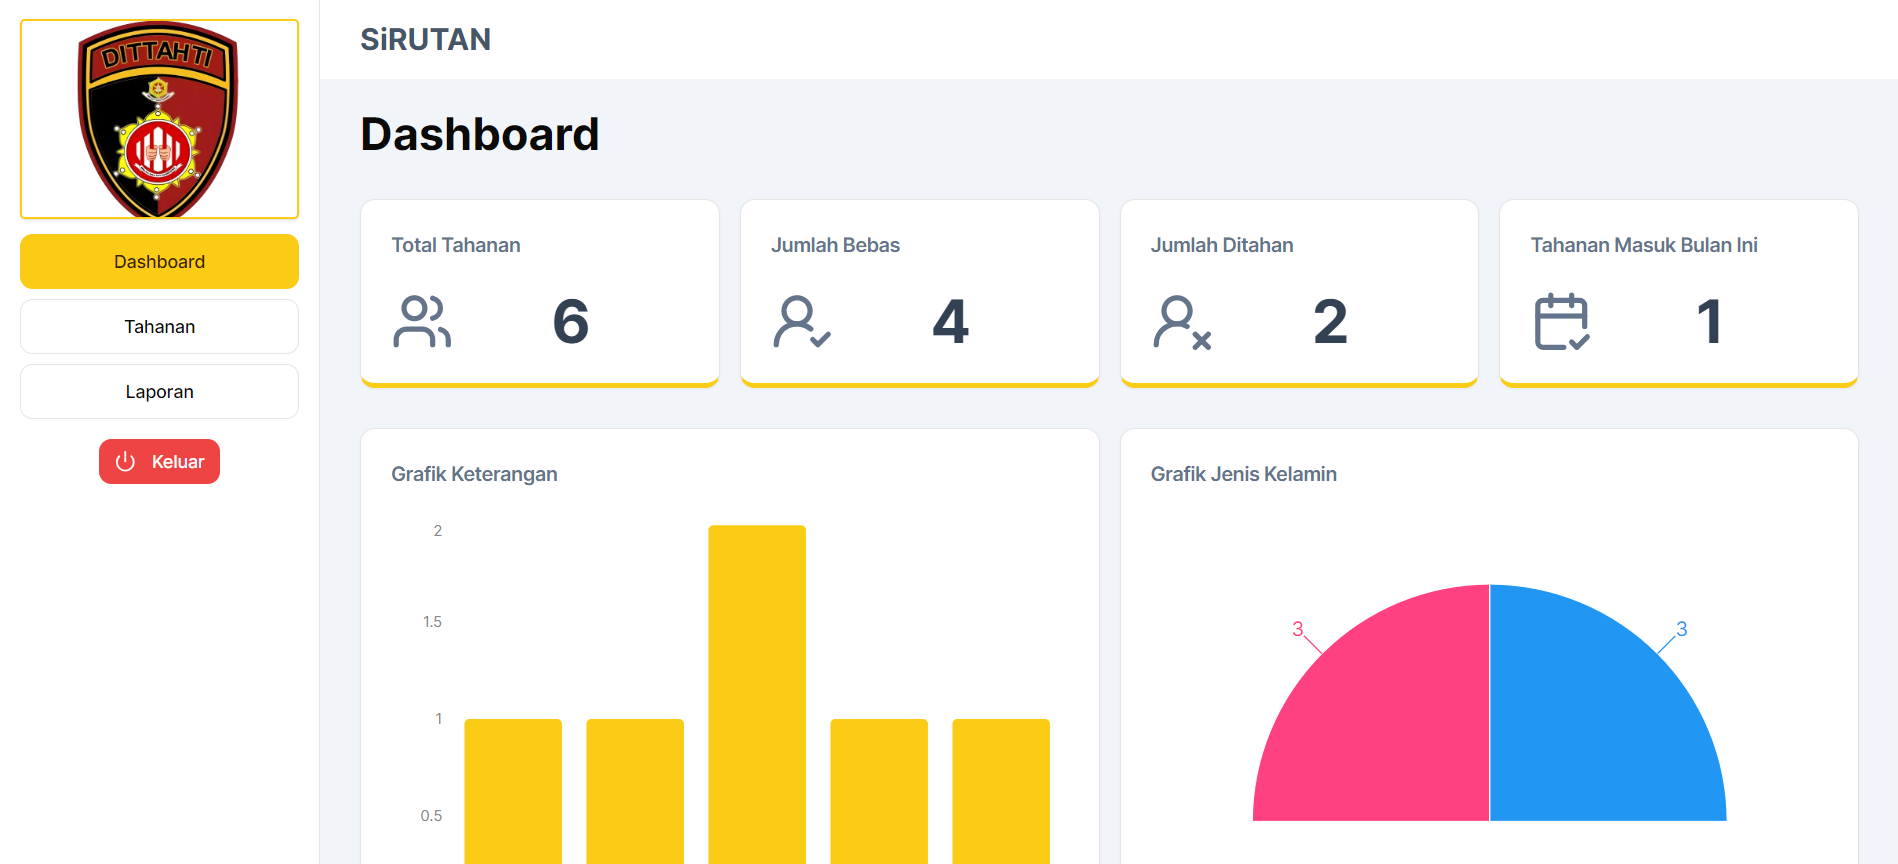 DITTAHTI
Dashboard
Tahanan
Laporan
Keluar
SiRUTAN
Dashboard
Total Tahanan
6
Jumlah Bebas
4
Jumlah Ditahan
2
Tahanan Masuk Bulan Ini
1
Grafik Keterangan
2
1.5
1
0.5
Grafik Jenis Kelamin
3
3